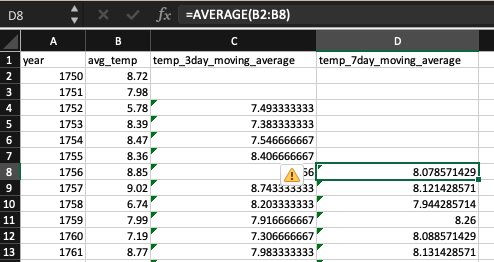 D8 fx =AVERAGE(B2:B8)
A B C D
1 year avg_temp temp_3day_moving_average temp_7day_moving_average
2 1750 8.72
3 1751 7.98
4 1752 5.78 7.493333333
5 1753 8.39 7.383333333
6 1754 8.47 7.546666667
7 1755 8.36 8.406666667
8 1756 8.85 56 8.078571429
9 1757 9.02 8.743333333 8.121428571
10 1758 6.74 8.203333333 7.944285714
11 1759 7.99 7.916666667 8.26
12 1760 7.19 7.306666667 8.088571429
13 1761 8.77 7.983333333 8.131428571